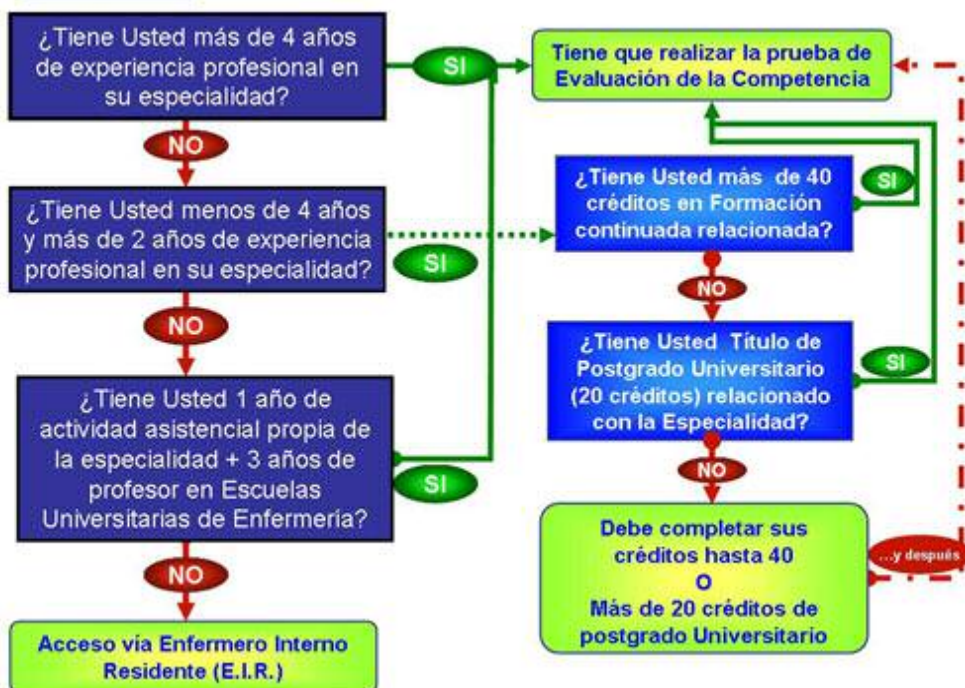 ¿Tiene Usted más de 4 años
de experiencia profesional en
su especialidad?
SI
Tiene que realizar la prueba de
Evaluación de la Competencia
NO
¿Tiene Usted menos de 4 años
y más de 2 años de experiencia
profesional en su especialidad?
SI
¿Tiene Usted más de 40
créditos en Formación
continuada relacionada?
SI
NO
NO
¿Tiene Usted 1 año de
actividad asistencial propia de
la especialidad + 3 años de
profesor en Escuelas
Universitarias de Enfermería?
SI
¿Tiene Usted Título de
Postgrado Universitario
(20 créditos) relacionado
con la Especialidad?
SI
NO
NO
Debe completar sus
créditos hasta 40
O
Más de 20 créditos de
postgrado Universitario
...y después
Acceso vía Enfermero Interno
Residente (E.I.R.)